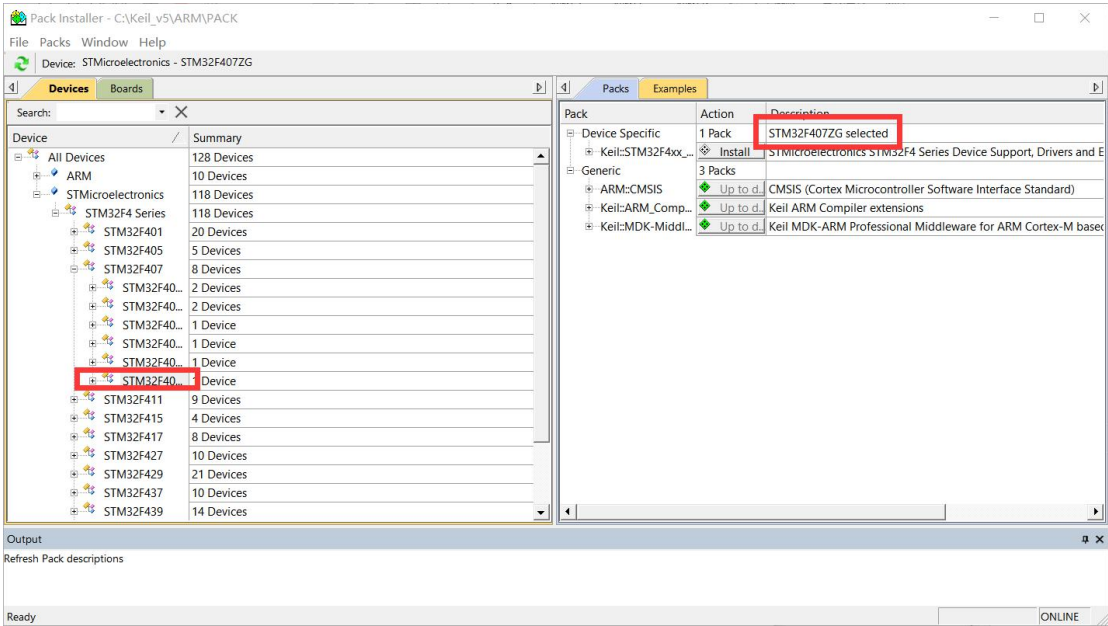 Pack Installer - C:\Keil_v5\ARM\PACK
File Packs Window Help
Device: STMicroelectronics - STM32F407ZG
Devices Boards
Search:
Device Summary
All Devices 128 Devices
ARM 10 Devices
STMicroelectronics 118 Devices
STM32F4 Series 118 Devices
STM32F401 20 Devices
STM32F405 5 Devices
STM32F407 8 Devices
STM32F40... 2 Devices
STM32F40... 2 Devices
STM32F40... 1 Device
STM32F40... 1 Device
STM32F40... 1 Device
STM32F40... 1 Device
STM32F411 9 Devices
STM32F415 4 Devices
STM32F417 8 Devices
STM32F427 10 Devices
STM32F429 21 Devices
STM32F437 10 Devices
STM32F439 14 Devices
Packs Examples
Pack Action Description
Device Specific 1 Pack STM32F407ZG selected
Keil::STM32F4xx_... Install STMicroelectronics STM32F4 Series Device Support, Drivers and E
Generic 3 Packs
ARM::CMSIS Up to d... CMSIS (Cortex Microcontroller Software Interface Standard)
Keil::ARM_Comp... Up to d... Keil ARM Compiler extensions
Keil::MDK-Middl... Up to d... Keil MDK-ARM Professional Middleware for ARM Cortex-M based
Output
Refresh Pack descriptions
Ready ONLINE